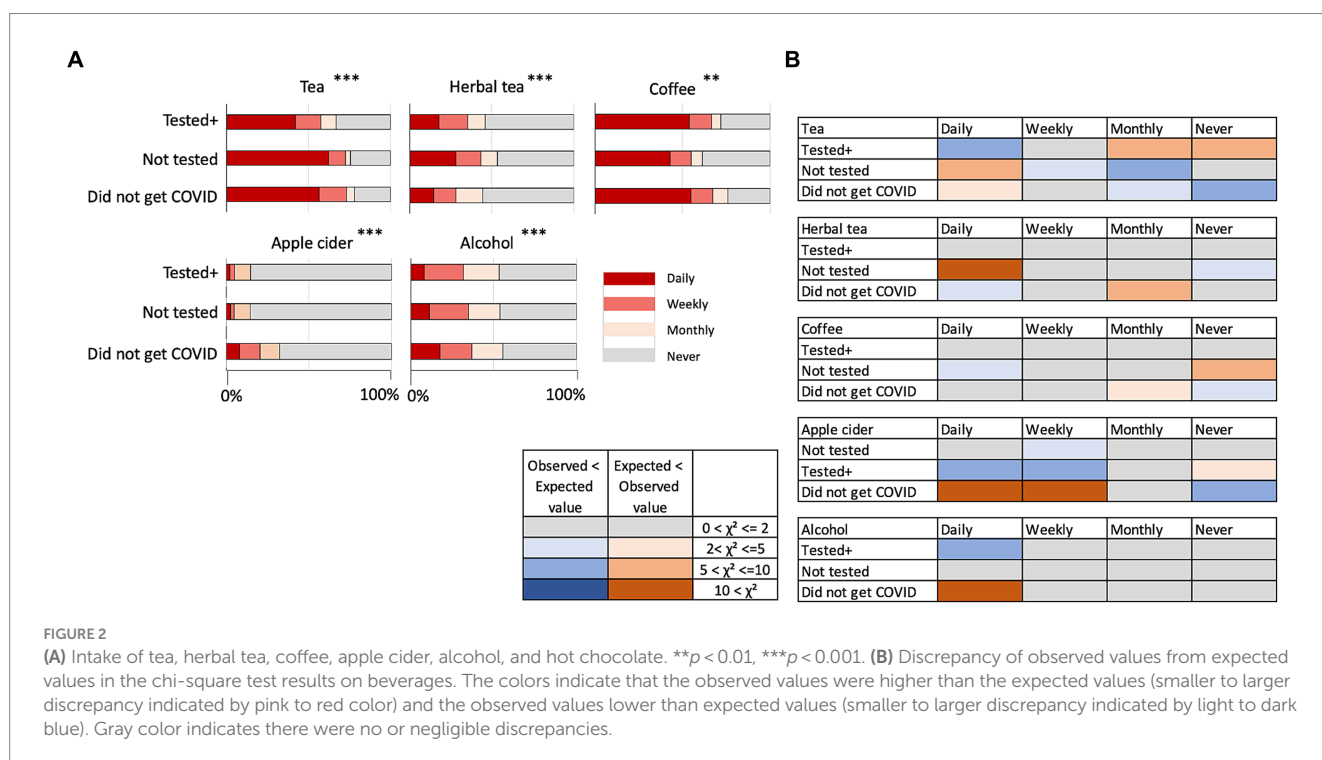 A
Tea ***
Herbal tea ***
Coffee **
Tested+
Not tested
Did not get COVID
Apple cider ***
Alcohol ***
Tested+
Not tested
Did not get COVID
0% 100% 0% 100%
Daily
Weekly
Monthly
Never
Observed < Expected value
Expected < Observed value
0 < χ² <= 2
2< χ² <=5
5 < χ² <=10
10 < χ²
B
Tea Daily Weekly Monthly Never
Tested+
Not tested
Did not get COVID
Herbal tea Daily Weekly Monthly Never
Tested+
Not tested
Did not get COVID
Coffee Daily Weekly Monthly Never
Tested+
Not tested
Did not get COVID
Apple cider Daily Weekly Monthly Never
Not tested
Tested+
Did not get COVID
Alcohol Daily Weekly Monthly Never
Tested+
Not tested
Did not get COVID
FIGURE 2
(A) Intake of tea, herbal tea, coffee, apple cider, alcohol, and hot chocolate. **p < 0.01, ***p < 0.001. (B) Discrepancy of observed values from expected
values in the chi-square test results on beverages. The colors indicate that the observed values were higher than the expected values (smaller to larger
discrepancy indicated by pink to red color) and the observed values lower than expected values (smaller to larger discrepancy indicated by light to dark
blue). Gray color indicates there were no or negligible discrepancies.